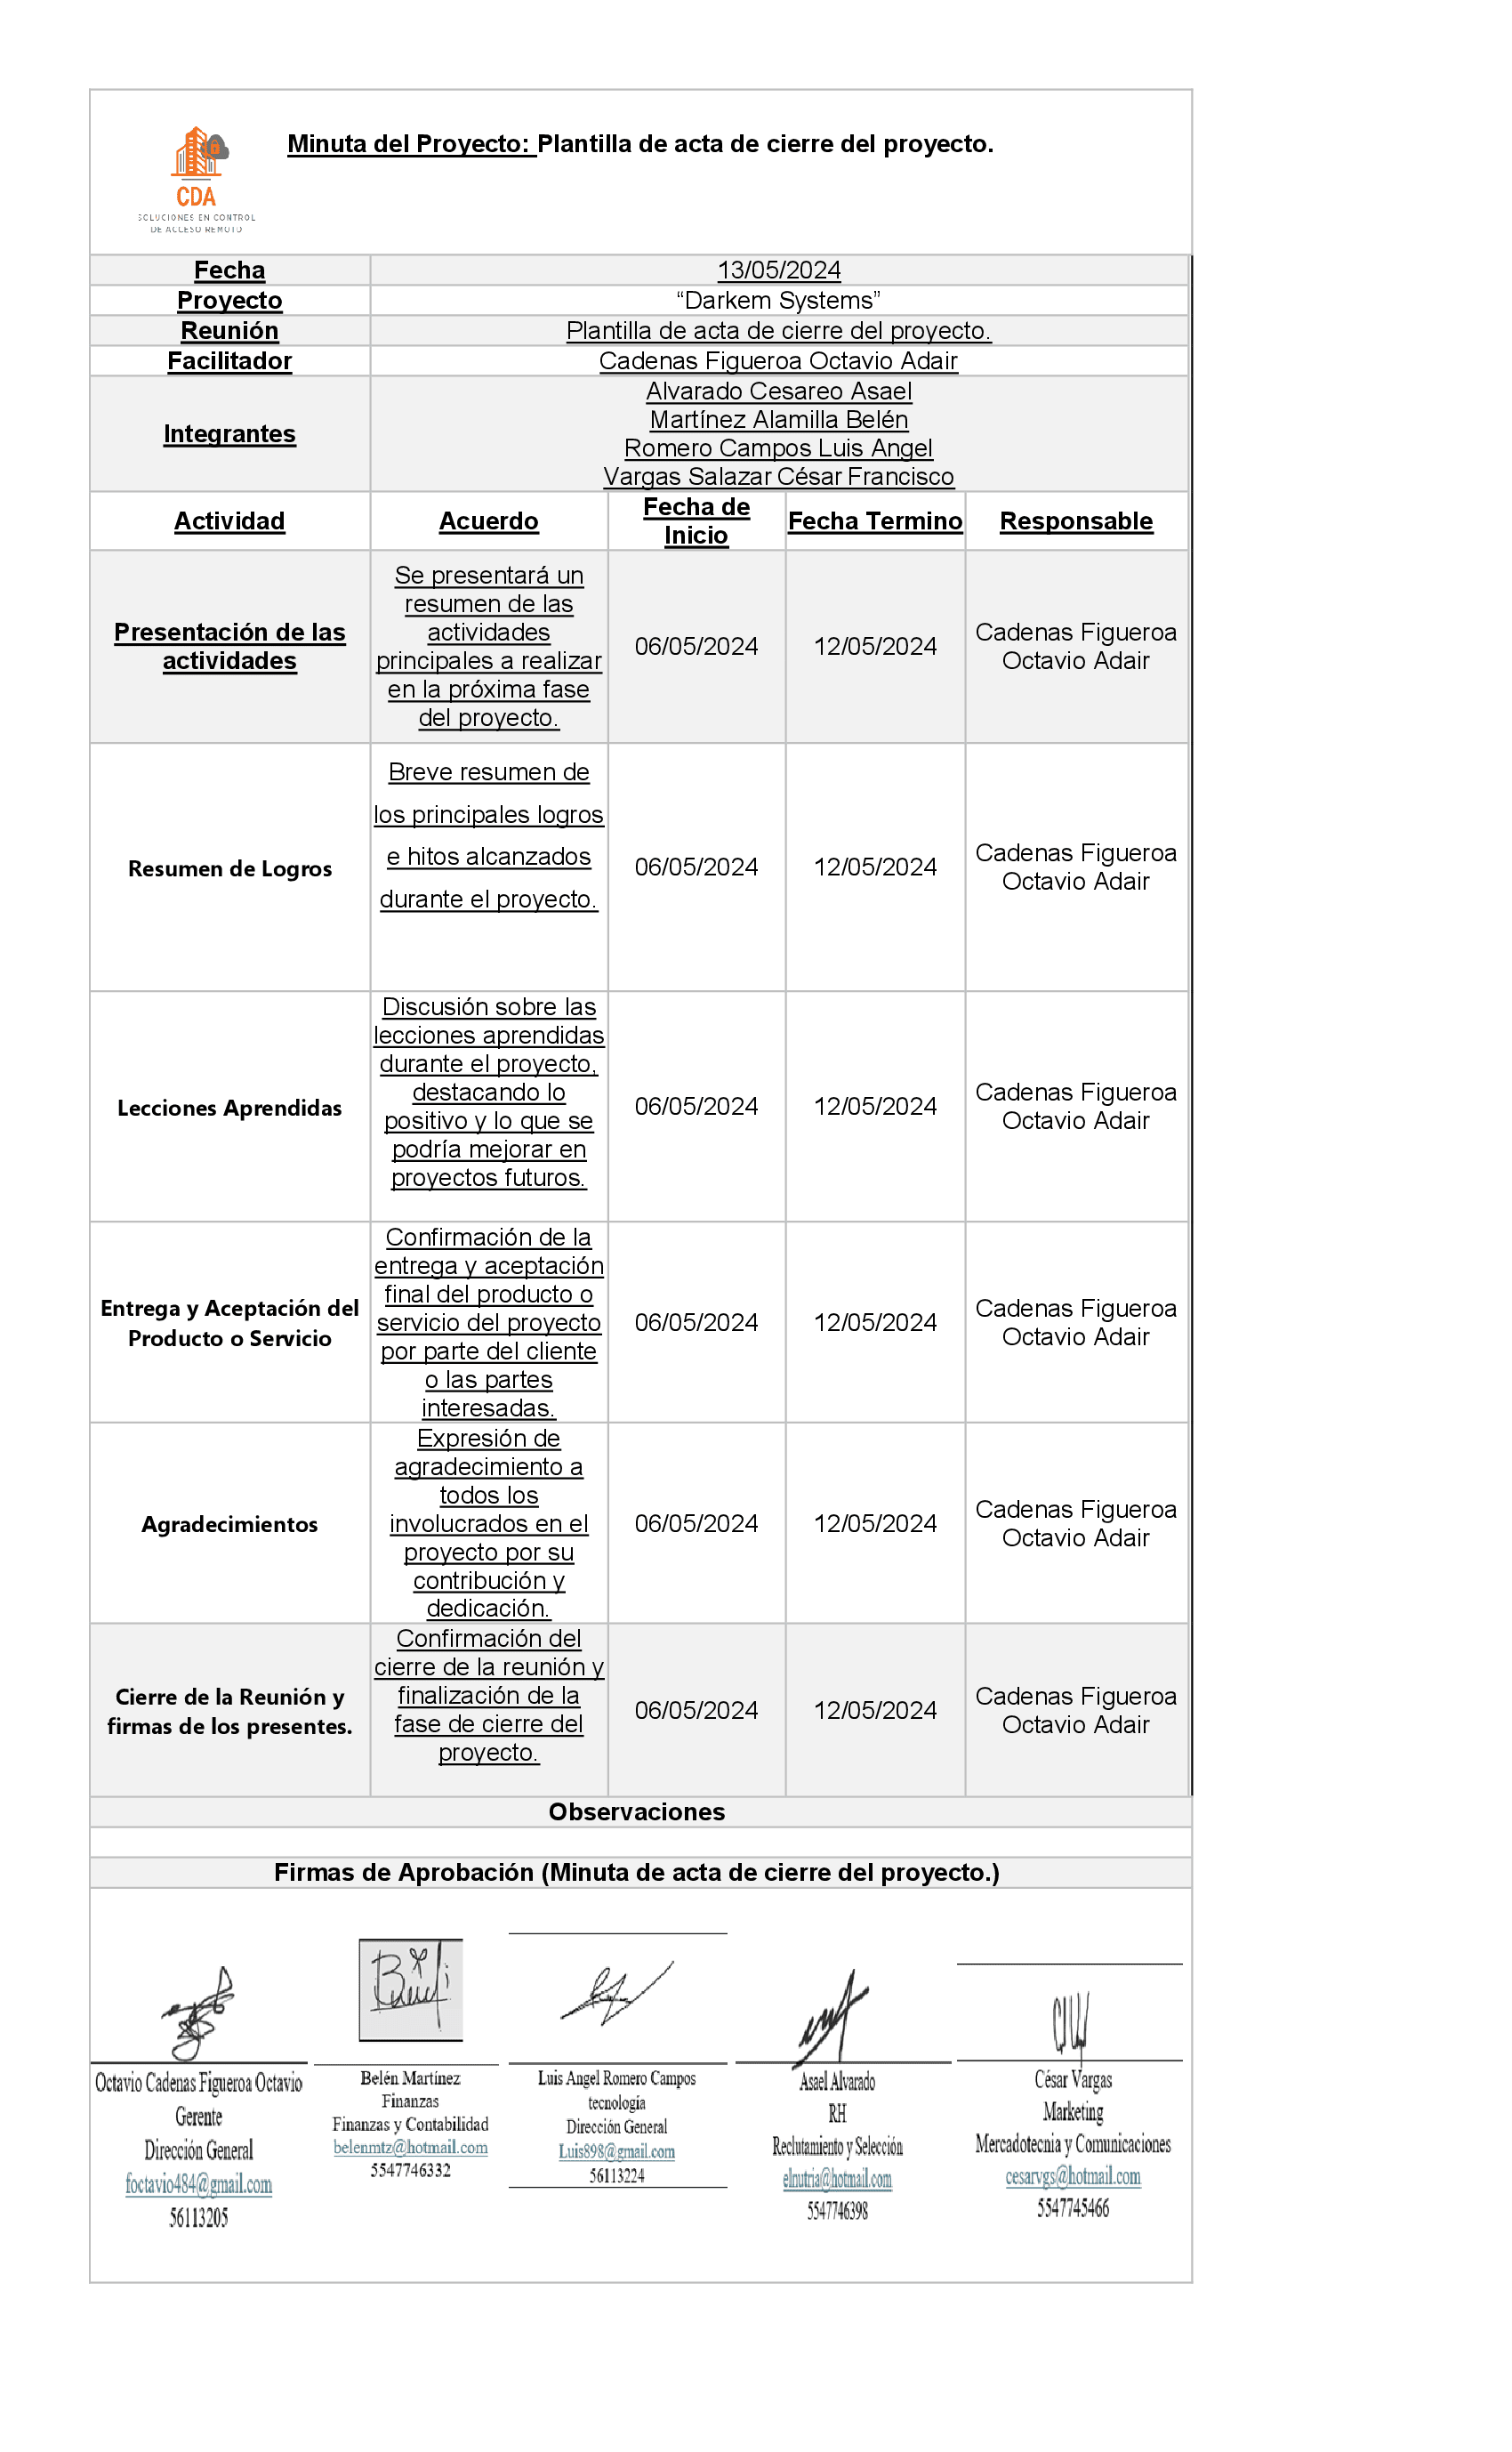 Minuta del Proyecto: Plantilla de acta de cierre del proyecto.
CDA
SOLUCIONES EN CONTROL
DE ACCESO REMOTO
Fecha
13/05/2024
Proyecto
“Darkem Systems”
Reunión
Plantilla de acta de cierre del proyecto.
Facilitador
Cadenas Figueroa Octavio Adair
Integrantes
Alvarado Cesareo Asael
Martínez Alamilla Belén
Romero Campos Luis Angel
Vargas Salazar César Francisco
Actividad
Acuerdo
Fecha de
Inicio
Fecha Termino
Responsable
Presentación de las
actividades
Se presentará un
resumen de las
actividades
principales a realizar
en la próxima fase
del proyecto.
06/05/2024
12/05/2024
Cadenas Figueroa
Octavio Adair
Resumen de Logros
Breve resumen de
los principales logros
e hitos alcanzados
durante el proyecto.
06/05/2024
12/05/2024
Cadenas Figueroa
Octavio Adair
Lecciones Aprendidas
Discusión sobre las
lecciones aprendidas
durante el proyecto,
destacando lo
positivo y lo que se
podría mejorar en
proyectos futuros.
06/05/2024
12/05/2024
Cadenas Figueroa
Octavio Adair
Entrega y Aceptación del
Producto o Servicio
Confirmación de la
entrega y aceptación
final del producto o
servicio del proyecto
por parte del cliente
o las partes
interesadas.
06/05/2024
12/05/2024
Cadenas Figueroa
Octavio Adair
Agradecimientos
Expresión de
agradecimiento a
todos los
involucrados en el
proyecto por su
contribución y
dedicación.
06/05/2024
12/05/2024
Cadenas Figueroa
Octavio Adair
Cierre de la Reunión y
firmas de los presentes.
Confirmación del
cierre de la reunión y
finalización de la
fase de cierre del
proyecto.
06/05/2024
12/05/2024
Cadenas Figueroa
Octavio Adair
Observaciones
Firmas de Aprobación (Minuta de acta de cierre del proyecto.)
Octavio Cadenas Figueroa Octavio
Gerente
Dirección General
foctavio484@gmail.com
56113205
Belén Martínez
Finanzas
Finanzas y Contabilidad
belenmtz@hotmail.com
5547746332
Luis Angel Romero Campos
tecnologia
Dirección General
Luis898@gmail.com
56113224
Asael Alvarado
RH
Reclutamiento y Selección
elnutria@hotmail.com
5547746398
César Vargas
Marketing
Mercadotecnia y Comunicaciones
cesarvgs@hotmail.com
5547745466